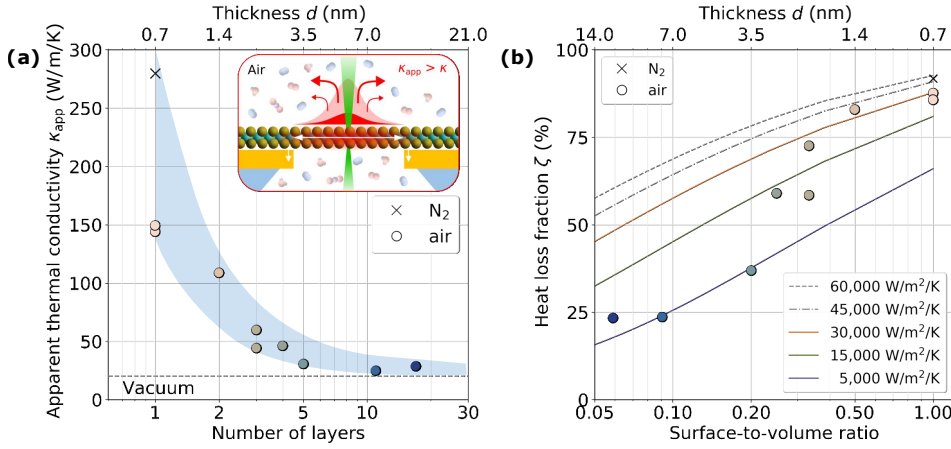 Thickness d (nm)
0.7 1.4 3.5 7.0 21.0
(a)
Apparent thermal conductivity κapp (W/m/K)
300
250
200
150
100
50
0
Air
κapp > κ
× N₂
○ air
Vacuum
1 2 5 10 30
Number of layers
Thickness d (nm)
14.0 7.0 3.5 1.4 0.7
(b)
Heat loss fraction ζ (%)
100
75
50
25
0
× N₂
○ air
60,000 W/m²/K
45,000 W/m²/K
30,000 W/m²/K
15,000 W/m²/K
5,000 W/m²/K
0.05 0.10 0.20 0.50 1.00
Surface-to-volume ratio